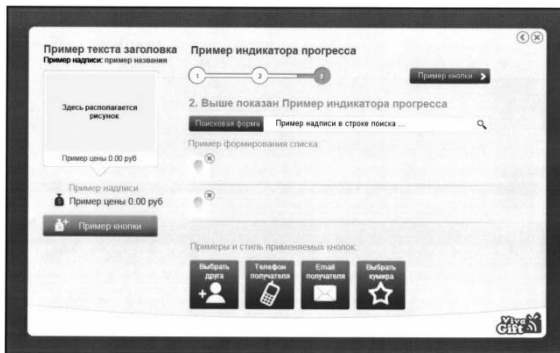 Пример текста заголовка
Пример надписи: пример названия
Здесь располагается
рисунок
Пример цены 0.00 руб
Пример надписи
Пример цены 0.00 руб
Пример кнопки
Пример индикатора прогресса
1 2 3
Пример кнопки
2. Выше показан Пример индикатора прогресса
Поисковая форма
Пример надписи в строке поиска ...
Пример формирования списка:
Примеры и стиль применяемых кнопок:
Выбрать
друга
Телефон
получателя
Email
получателя
Выбрать
кумира
Viva
Gift